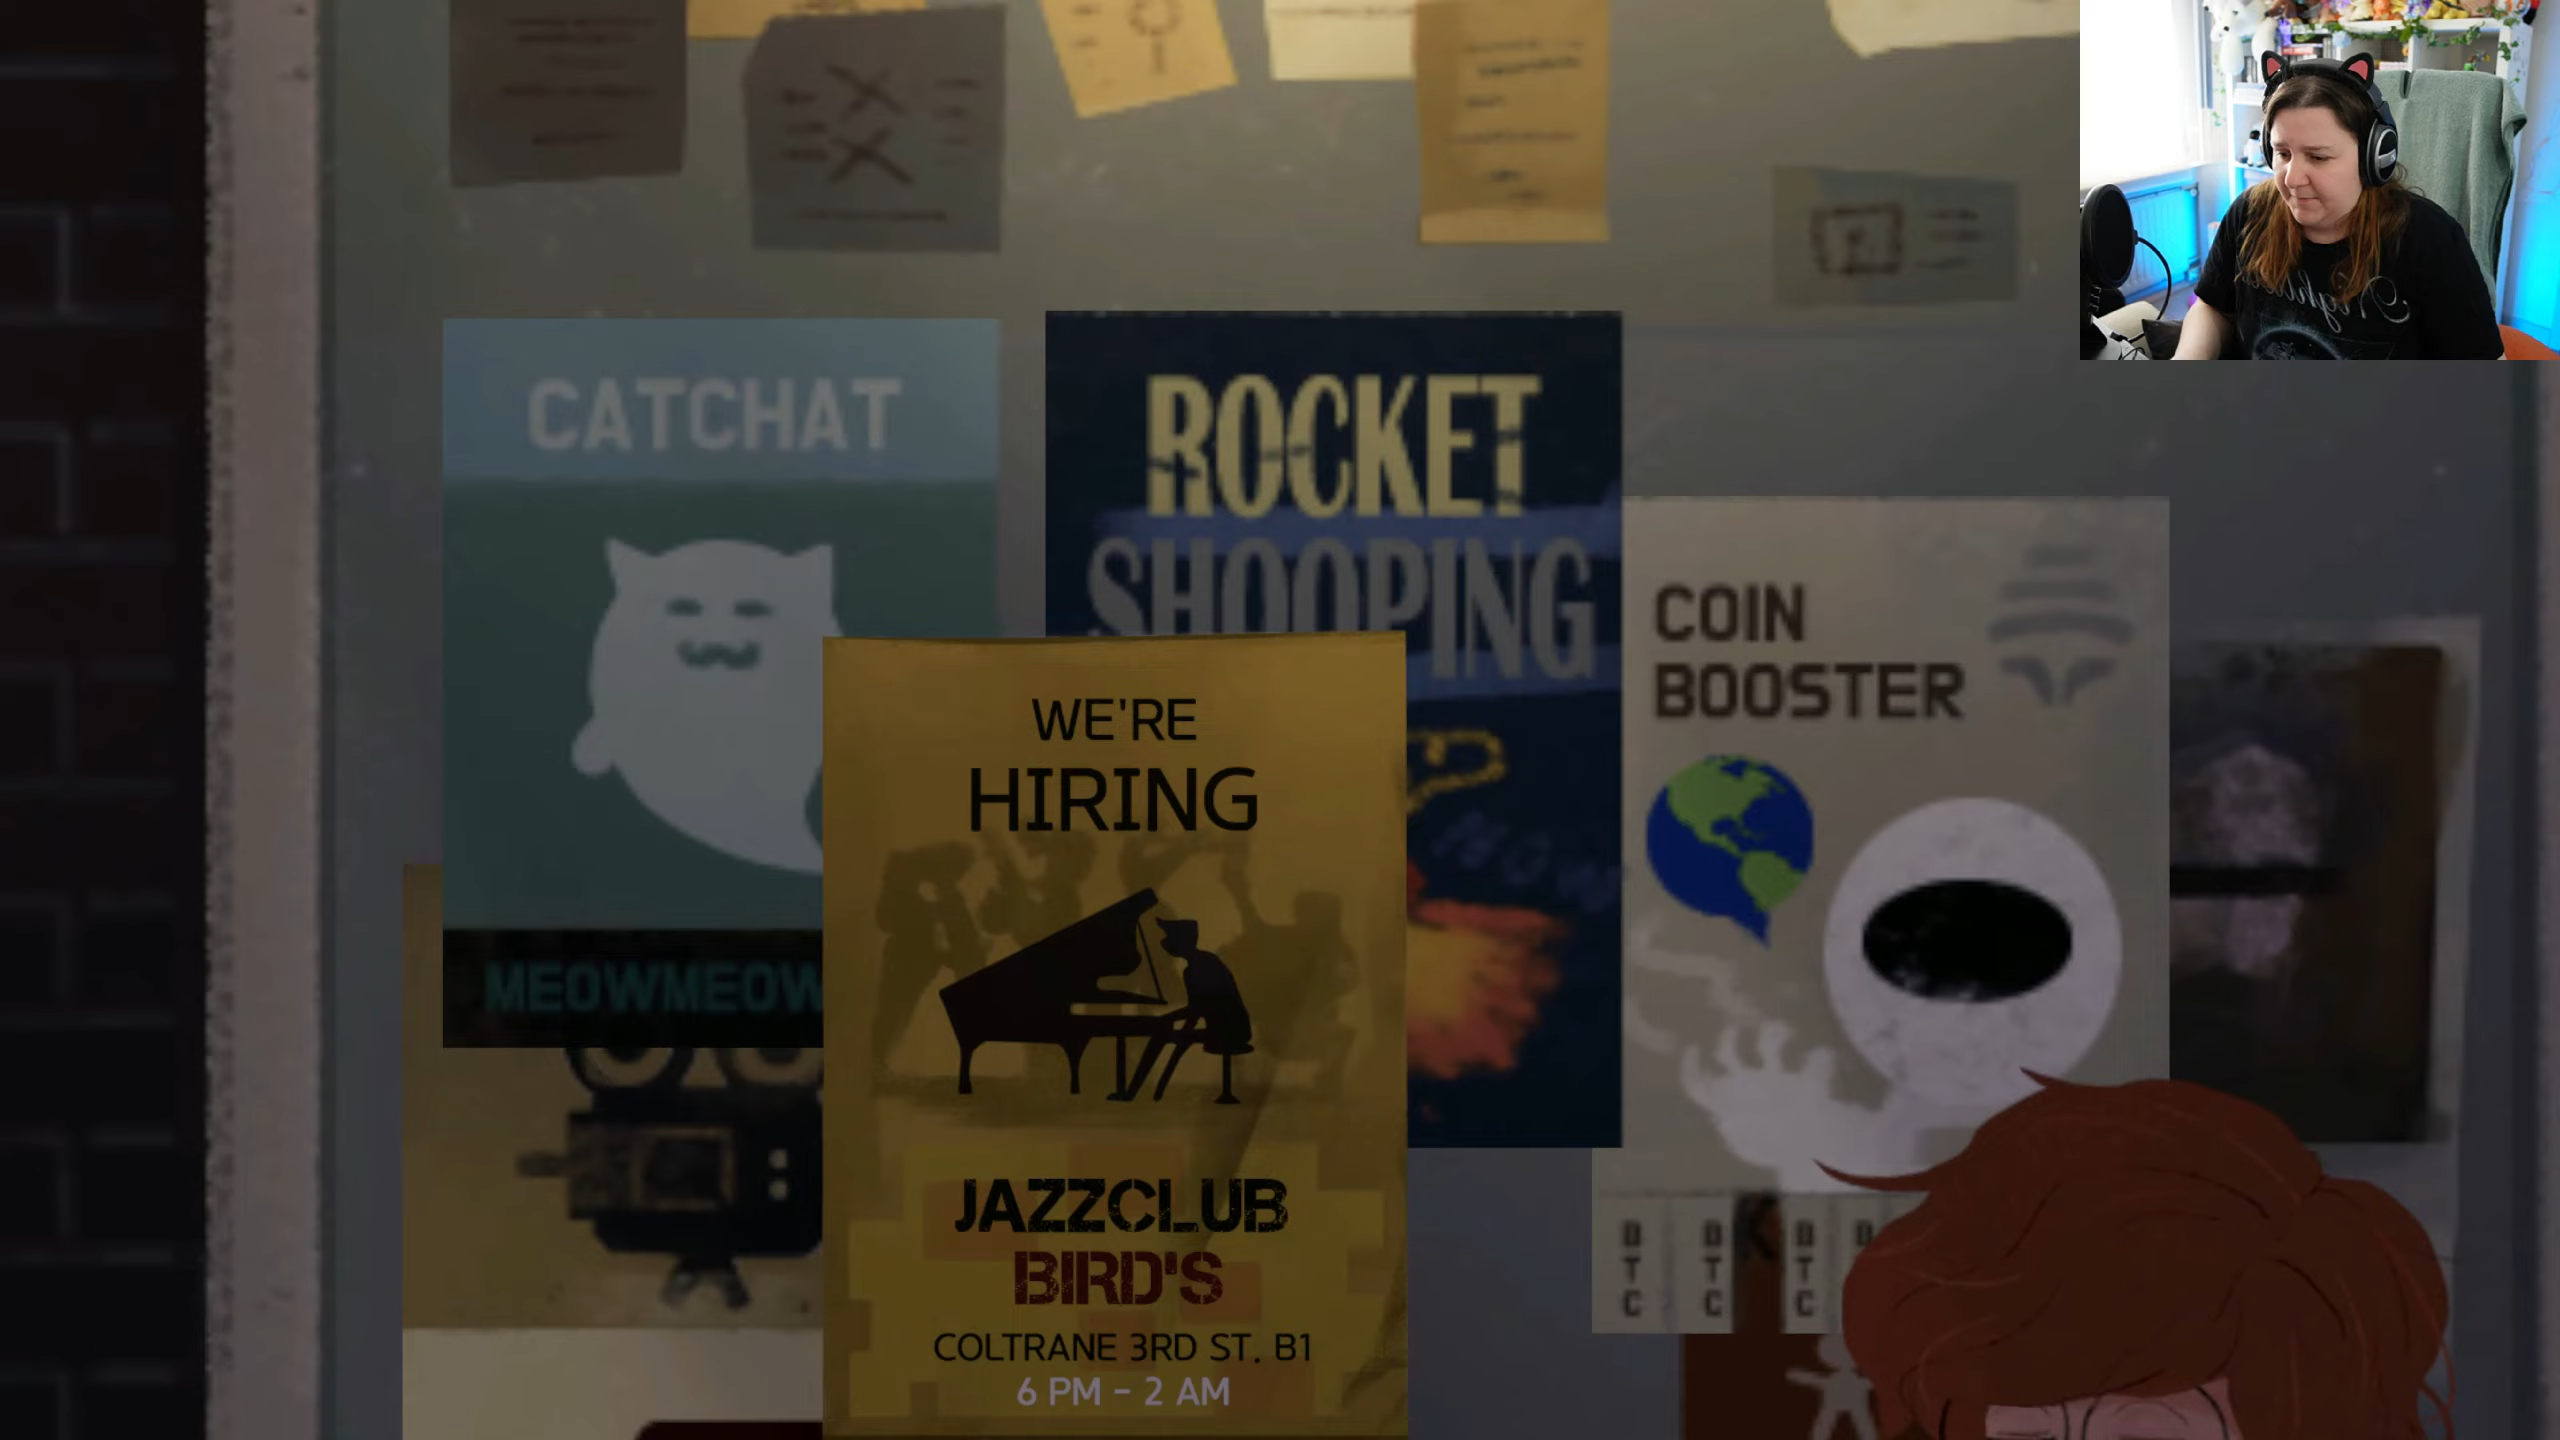 CATCHAT
MEOWMEOW
ROCKET
SHOOPING
NOW
COIN
BOOSTER
WE'RE
HIRING
JAZZCLUB
BIRD'S
COLTRANE 3RD ST. B1
6 PM - 2 AM
BTC
BTC
BTC
B